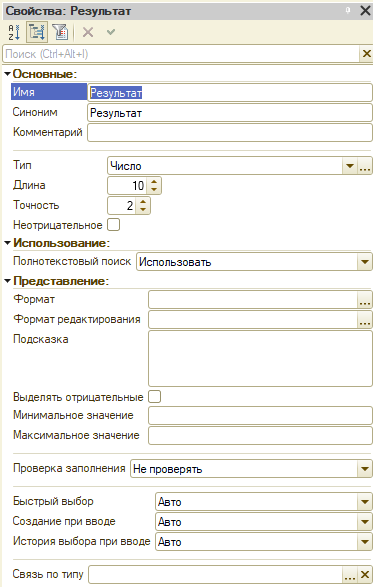 Свойства: Результат
Поиск (Ctrl+Alt+I)
Основные:
Имя Результат
Синоним Результат
Комментарий
Тип Число
Длина 10
Точность 2
Неотрицательное
Использование:
Полнотекстовый поиск Использовать
Представление:
Формат
Формат редактирования
Подсказка
Выделять отрицательные
Минимальное значение
Максимальное значение
Проверка заполнения Не проверять
Быстрый выбор Авто
Создание при вводе Авто
История выбора при вводе Авто
Связь по типу